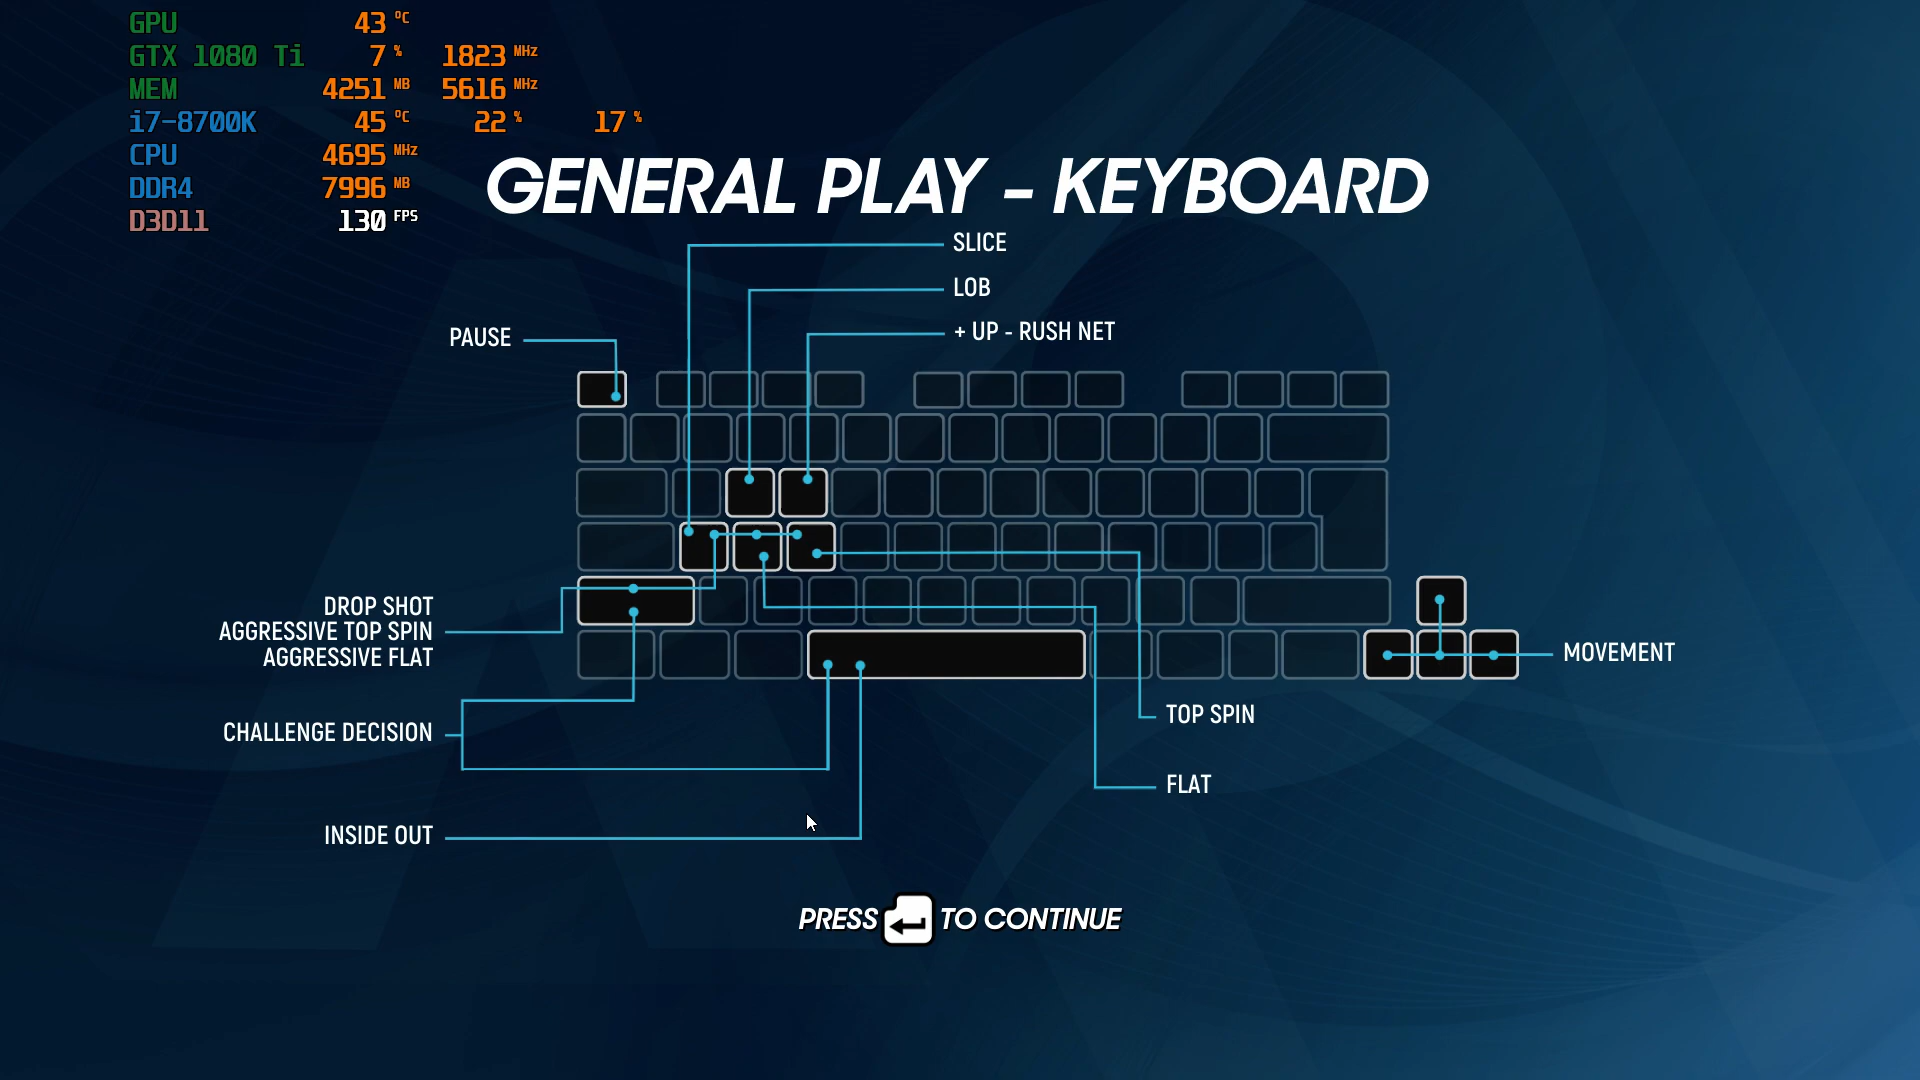 GPU 43 °C
GTX 1080 Ti 7 % 1823 MHz
MEM 4251 MB 5616 MHz
i7-8700K 45 °C 22 % 17 %
CPU 4695 MHz
DDR4 7996 MB
D3D11 130 FPS
GENERAL PLAY - KEYBOARD
SLICE
LOB
+ UP - RUSH NET
PAUSE
DROP SHOT
AGGRESSIVE TOP SPIN
AGGRESSIVE FLAT
MOVEMENT
CHALLENGE DECISION
TOP SPIN
FLAT
INSIDE OUT
PRESS TO CONTINUE